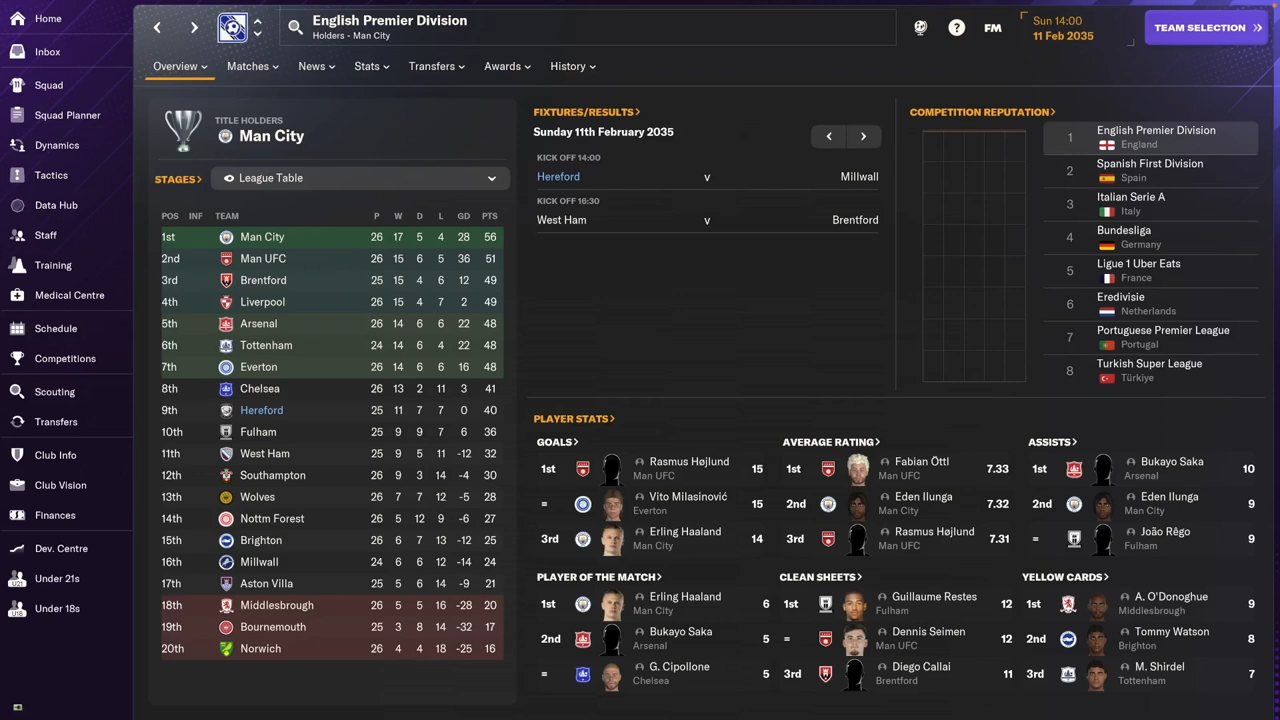 Home
Inbox
Squad
Squad Planner
Dynamics
Tactics
Data Hub
Staff
Training
Medical Centre
Schedule
Competitions
Scouting
Transfers
Club Info
Club Vision
Finances
Dev. Centre
U21 Under 21s
U18 Under 18s
English Premier Division
Holders - Man City
? FM
Sun 14:00
11 Feb 2035
TEAM SELECTION
Overview Matches News Stats Transfers Awards History
TITLE HOLDERS
Man City
STAGES> League Table
POS INF TEAM P W D L GD PTS
1st Man City 26 17 5 4 28 56
2nd Man UFC 26 15 6 5 36 51
3rd Brentford 25 15 4 6 12 49
4th Liverpool 26 15 4 7 2 49
5th Arsenal 26 14 6 6 22 48
6th Tottenham 24 14 6 4 22 48
7th Everton 26 14 6 6 16 48
8th Chelsea 26 13 2 11 3 41
9th Hereford 25 11 7 7 0 40
10th Fulham 25 9 9 7 6 36
11th West Ham 25 9 5 11 -12 32
12th Southampton 26 9 3 14 -4 30
13th Wolves 26 7 7 12 -5 28
14th Nottm Forest 26 5 12 9 -6 27
15th Brighton 26 6 7 13 -12 25
16th Millwall 24 6 6 12 -14 24
17th Aston Villa 25 5 6 14 -9 21
18th Middlesbrough 26 5 5 16 -28 20
19th Bournemouth 25 3 8 14 -32 17
20th Norwich 26 4 4 18 -25 16
FIXTURES/RESULTS>
Sunday 11th February 2035
KICK OFF 14:00
Hereford v Millwall
KICK OFF 16:30
West Ham v Brentford
COMPETITION REPUTATION>
1 English Premier Division
England
2 Spanish First Division
Spain
3 Italian Serie A
Italy
4 Bundesliga
Germany
5 Ligue 1 Uber Eats
France
6 Eredivisie
Netherlands
7 Portuguese Premier League
Portugal
8 Turkish Super League
Türkiye
PLAYER STATS>
GOALS>
1st Rasmus Højlund 15
Man UFC
= Vito Milasinović 15
Everton
3rd Erling Haaland 14
Man City
AVERAGE RATING>
1st Fabian Öttl 7.33
Man UFC
2nd Eden Ilunga 7.32
Man City
3rd Rasmus Højlund 7.31
Man UFC
ASSISTS>
1st Bukayo Saka 10
Arsenal
2nd Eden Ilunga 9
Man City
= João Rêgo 9
Fulham
PLAYER OF THE MATCH>
1st Erling Haaland 6
Man City
2nd Bukayo Saka 5
Arsenal
= G. Cipollone 5
Chelsea
CLEAN SHEETS>
1st Guillaume Restes 12
Fulham
= Dennis Seimen 12
Man UFC
3rd Diego Callai 11
Brentford
YELLOW CARDS>
1st A. O'Donoghue 9
Middlesbrough
2nd Tommy Watson 8
Brighton
3rd M. Shirdel 7
Tottenham